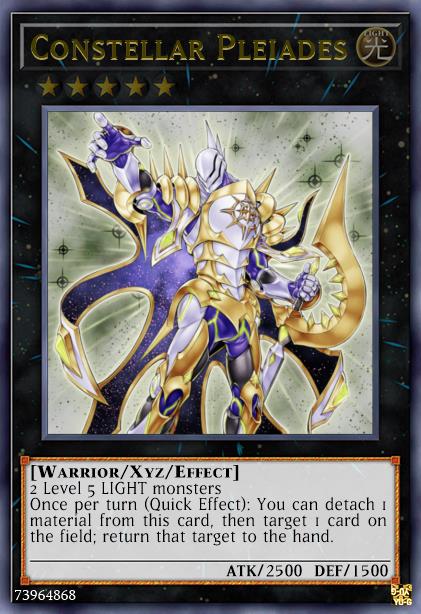 CONSTELLAR PLEIADES
LIGHT
光
[WARRIOR/XYZ/EFFECT]
2 Level 5 LIGHT monsters
Once per turn (Quick Effect): You can detach 1
material from this card, then target 1 card on
the field; return that target to the hand.
ATK/2500 DEF/1500
73964868